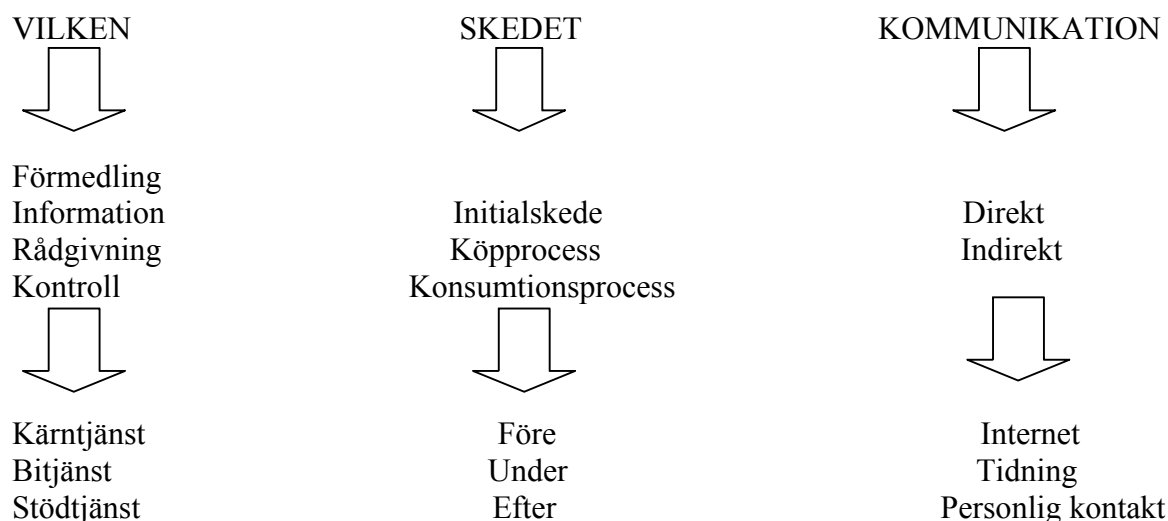 VILKEN SKEDET KOMMUNIKATION
Förmedling
Information Initialskede Direkt
Rådgivning Köpprocess Indirekt
Kontroll Konsumtionsprocess
Kärntjänst Före Internet
Bitjänst Under Tidning
Stödtjänst Efter Personlig kontakt